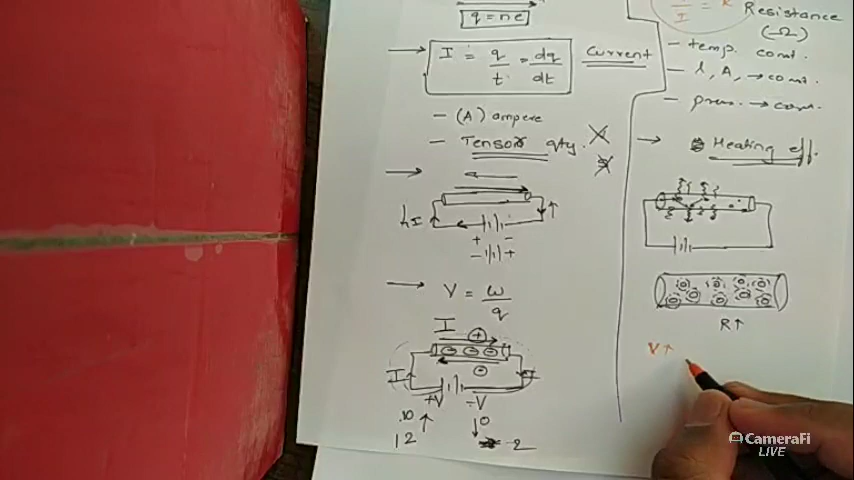 q = ne
I = q/t = dq/dt Current
- (A) ampere
- Tensor qty.
I
+ -
- +
V = w/q
I
+
- - -
-
I I
+V -V
10 0
12 -2
V/I = R Resistance
(Ω)
- temp. const.
- l, A, → const.
- press. → const.
→ Heating eff.
R↑
V↑
CameraFi
LIVE